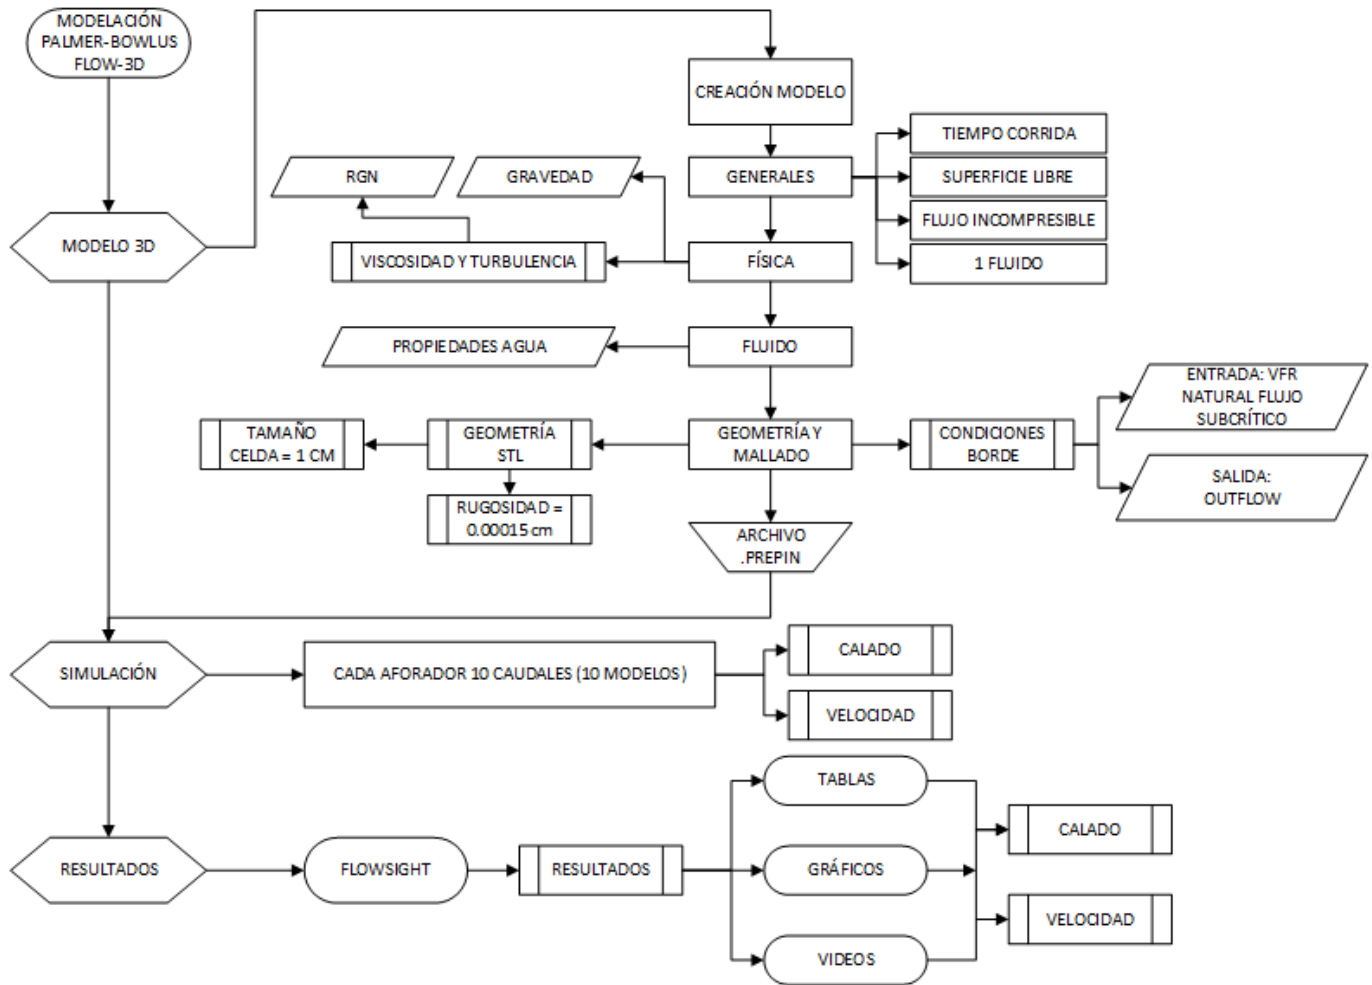 MODELACIÓN
PALMER-BOWLUS
FLOW-3D
CREACIÓN MODELO
TIEMPO CORRIDA
RGN
GRAVEDAD
GENERALES
SUPERFICIE LIBRE
FLUJO INCOMPRESIBLE
MODELO 3D
VISCOSIDAD Y TURBULENCIA
FÍSICA
1 FLUIDO
PROPIEDADES AGUA
FLUIDO
ENTRADA: VFR
NATURAL FLUJO
SUBCRÍTICO
TAMAÑO
CELDA = 1 CM
GEOMETRÍA
STL
GEOMETRÍA Y
MALLADO
CONDICIONES
BORDE
SALIDA:
OUTFLOW
RUGOSIDAD =
0.00015 cm
ARCHIVO
.PREPIN
SIMULACIÓN
CADA AFORADOR 10 CAUDALES (10 MODELOS)
CALADO
VELOCIDAD
TABLAS
CALADO
RESULTADOS
FLOWSIGHT
RESULTADOS
GRÁFICOS
VELOCIDAD
VIDEOS